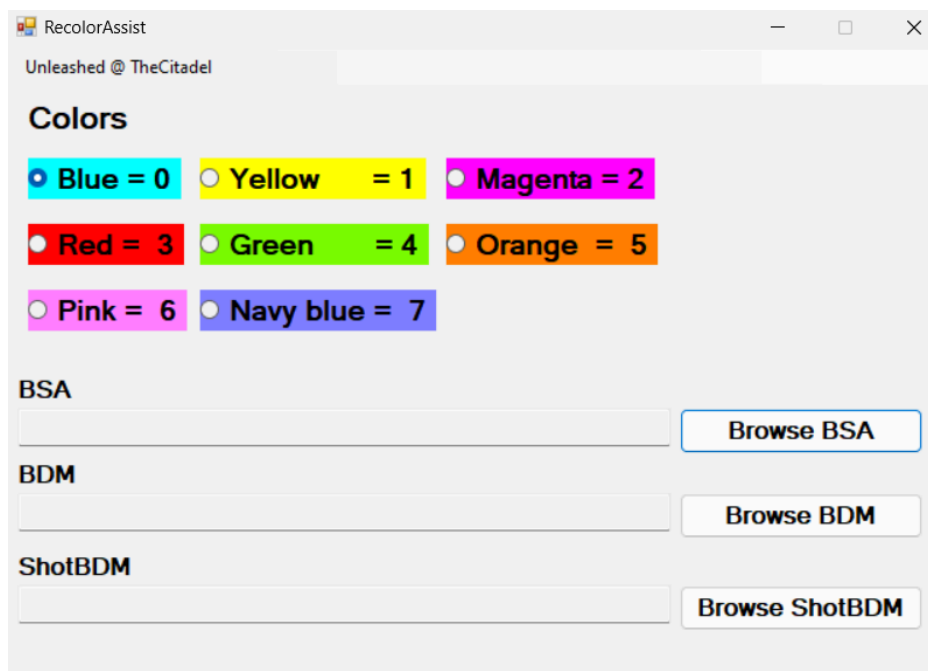 RecolorAssist
Unleashed @ TheCitadel
Colors
Blue = 0 Yellow = 1 Magenta = 2
Red = 3 Green = 4 Orange = 5
Pink = 6 Navy blue = 7
BSA
Browse BSA
BDM
Browse BDM
ShotBDM
Browse ShotBDM